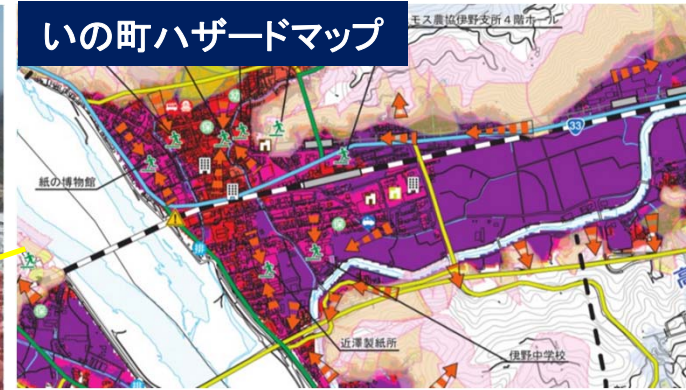 いの町ハザードマップ
モス農協伊野支所４階ホール
33
紙の博物館
近澤製紙所
伊野中学校